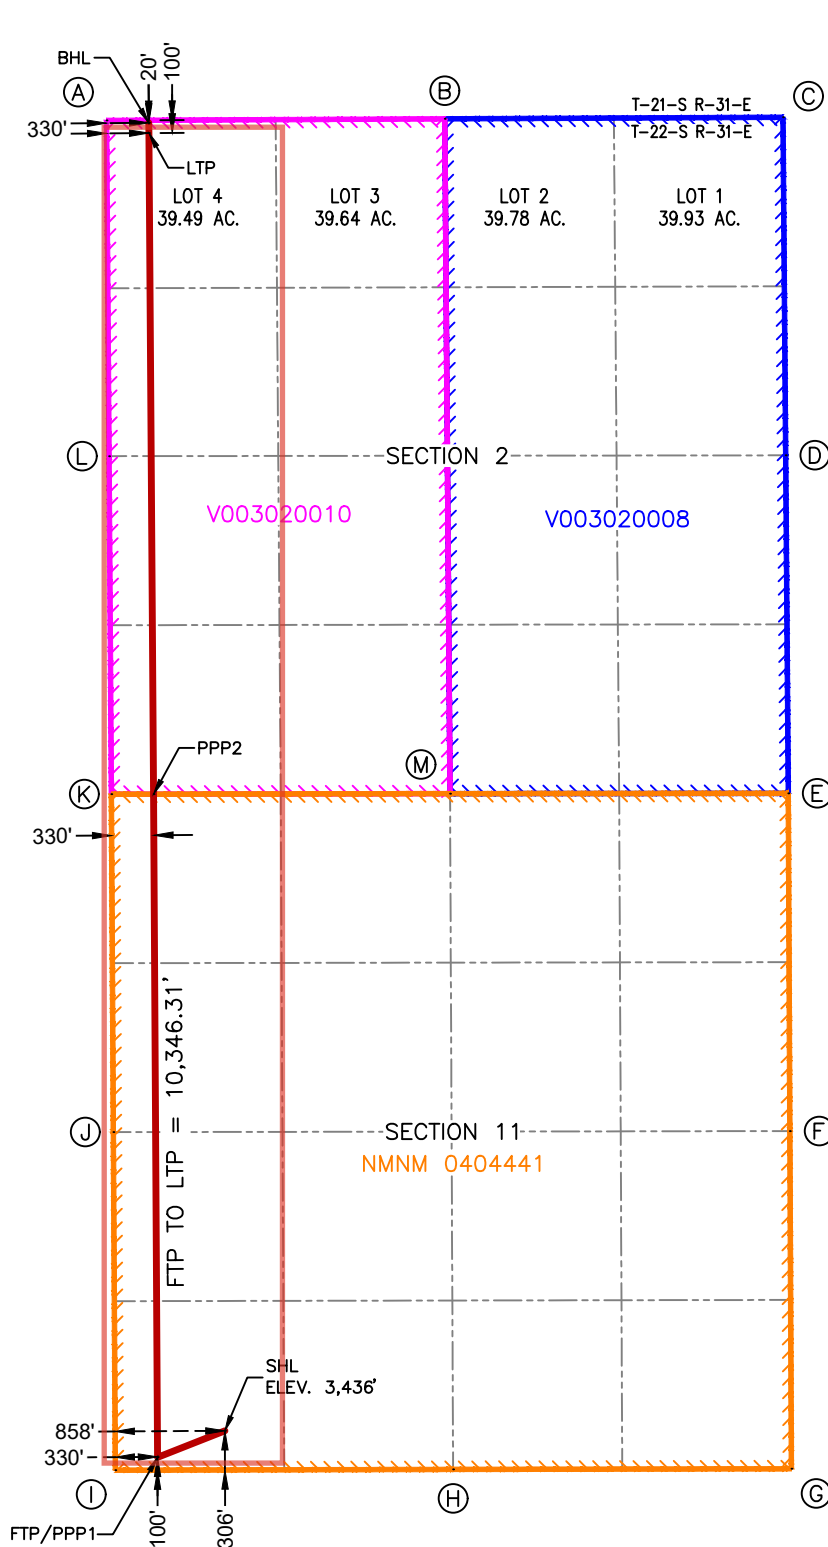 BHL
20'
100'
A
B
C
T-21-S R-31-E
T-22-S R-31-E
330'
LTP
LOT 4
39.49 AC.
LOT 3
39.64 AC.
LOT 2
39.78 AC.
LOT 1
39.93 AC.
L
SECTION 2
D
V003020010
V003020008
PPP2
M
K
E
330'
FTP TO LTP = 10,346.31'
J
SECTION 11
F
NMNM 0404441
SHL
ELEV. 3,436'
858'
330'
I
H
G
FTP/PPP1
100'
306'